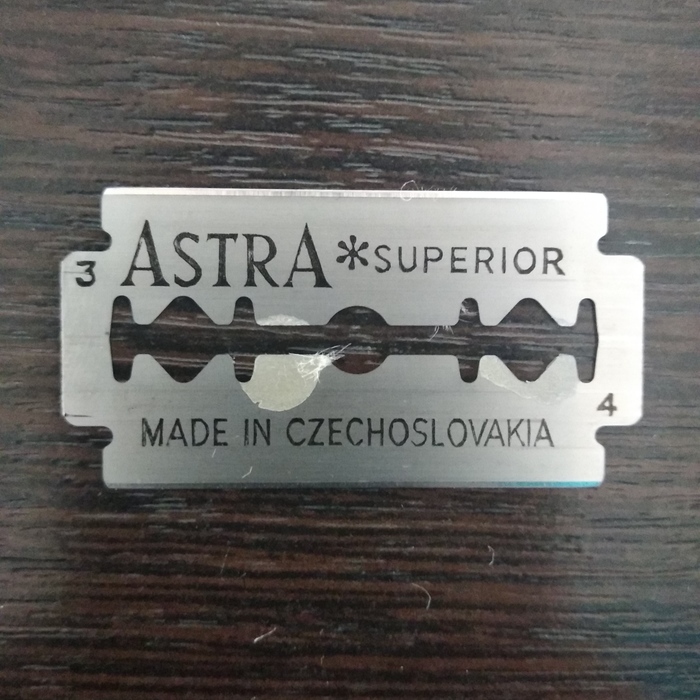 3 ASTRA *SUPERIOR
4
MADE IN CZECHOSLOVAKIA